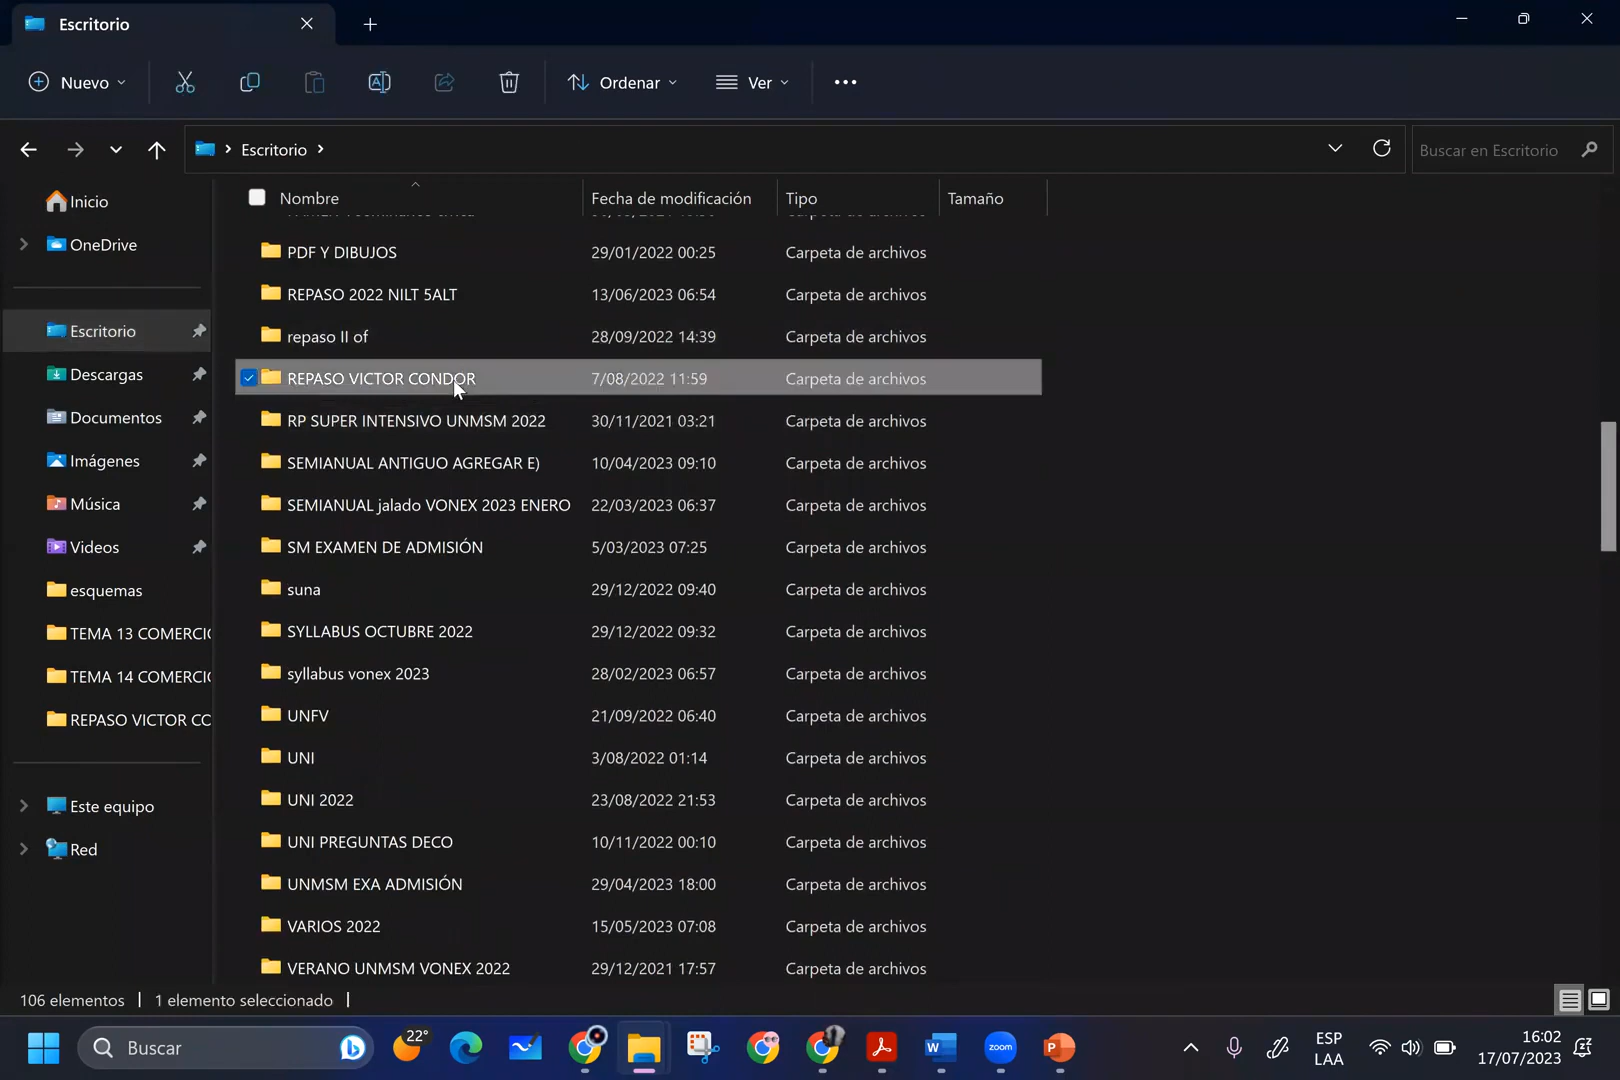 Escritorio
Nuevo
Ordenar
Ver
Escritorio
Buscar en Escritorio
Nombre
Fecha de modificación
Tipo
Tamaño
Inicio
OneDrive
Escritorio
Descargas
Documentos
Imágenes
Música
Videos
esquemas
TEMA 13 COMERCI
TEMA 14 COMERCI
REPASO VICTOR CO
Este equipo
Red
PDF Y DIBUJOS 29/01/2022 00:25 Carpeta de archivos
REPASO 2022 NILT 5ALT 13/06/2023 06:54 Carpeta de archivos
repaso II of 28/09/2022 14:39 Carpeta de archivos
REPASO VICTOR CONDOR 7/08/2022 11:59 Carpeta de archivos
RP SUPER INTENSIVO UNMSM 2022 30/11/2021 03:21 Carpeta de archivos
SEMIANUAL ANTIGUO AGREGAR E) 10/04/2023 09:10 Carpeta de archivos
SEMIANUAL jalado VONEX 2023 ENERO 22/03/2023 06:37 Carpeta de archivos
SM EXAMEN DE ADMISIÓN 5/03/2023 07:25 Carpeta de archivos
suna 29/12/2022 09:40 Carpeta de archivos
SYLLABUS OCTUBRE 2022 29/12/2022 09:32 Carpeta de archivos
syllabus vonex 2023 28/02/2023 06:57 Carpeta de archivos
UNFV 21/09/2022 06:40 Carpeta de archivos
UNI 3/08/2022 01:14 Carpeta de archivos
UNI 2022 23/08/2022 21:53 Carpeta de archivos
UNI PREGUNTAS DECO 10/11/2022 00:10 Carpeta de archivos
UNMSM EXA ADMISIÓN 29/04/2023 18:00 Carpeta de archivos
VARIOS 2022 15/05/2023 07:08 Carpeta de archivos
VERANO UNMSM VONEX 2022 29/12/2021 17:57 Carpeta de archivos
106 elementos
1 elemento seleccionado
Buscar
22°
zoom
ESP
LAA
16:02
17/07/2023